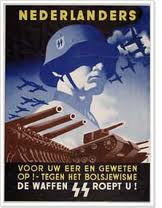 NEDERLANDERS
VOOR UW EER EN GEWETEN
OP!-TEGEN HET BOLSJEWISME
DE WAFFEN SS ROEPT U!